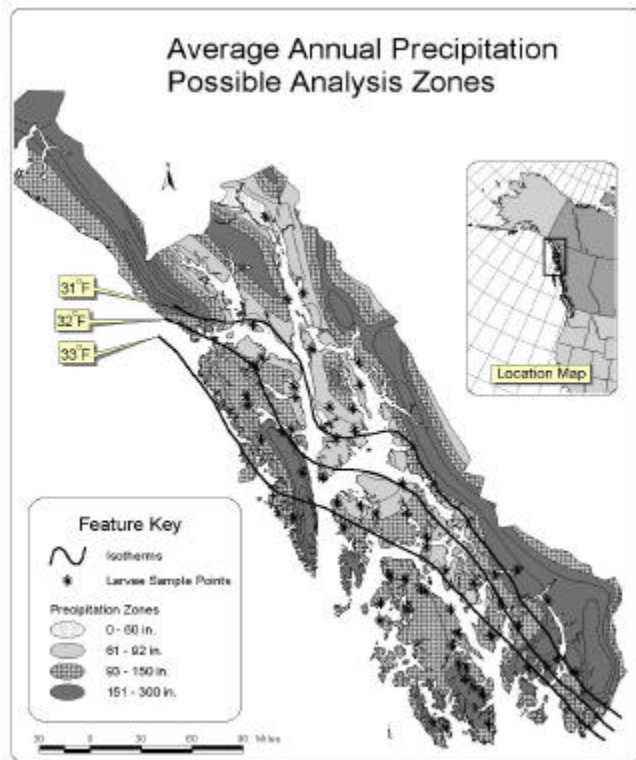 Average Annual Precipitation
Possible Analysis Zones
31°F
32°F
33°F
Location Map
Feature Key
Isotherms
Larvae Sample Points
Precipitation Zones
0 - 60 in.
61 - 92 in.
93 - 150 in.
151 - 300 in.
30 0 30 60 90 Miles